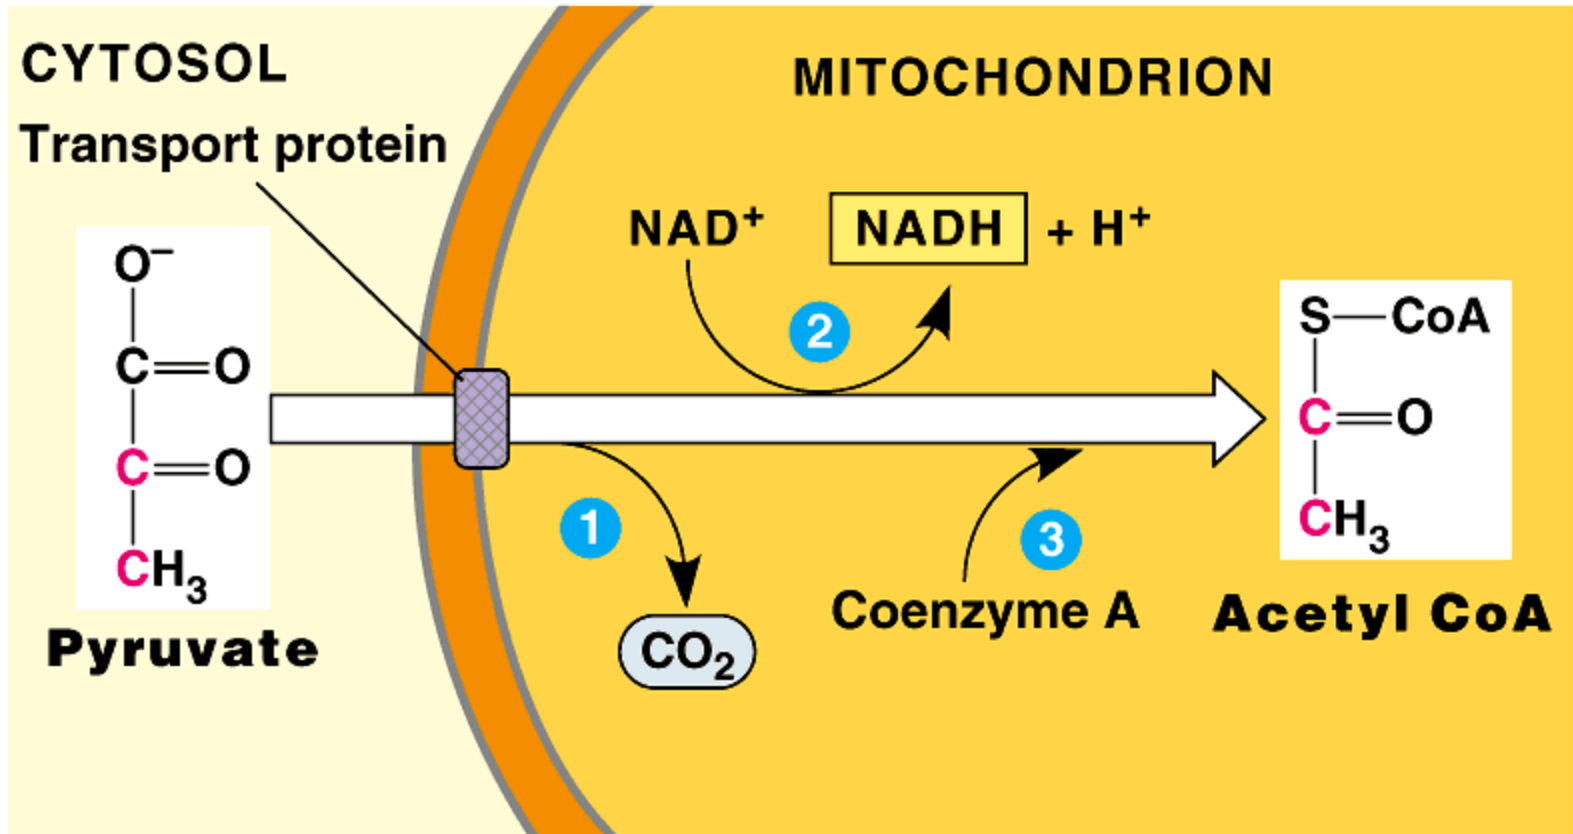 CYTOSOL
Transport protein
MITOCHONDRION
NAD⁺
NADH
+ H⁺
O⁻
C=O
C=O
CH₃
Pyruvate
2
1
CO₂
3
Coenzyme A
S—CoA
C=O
CH₃
Acetyl CoA